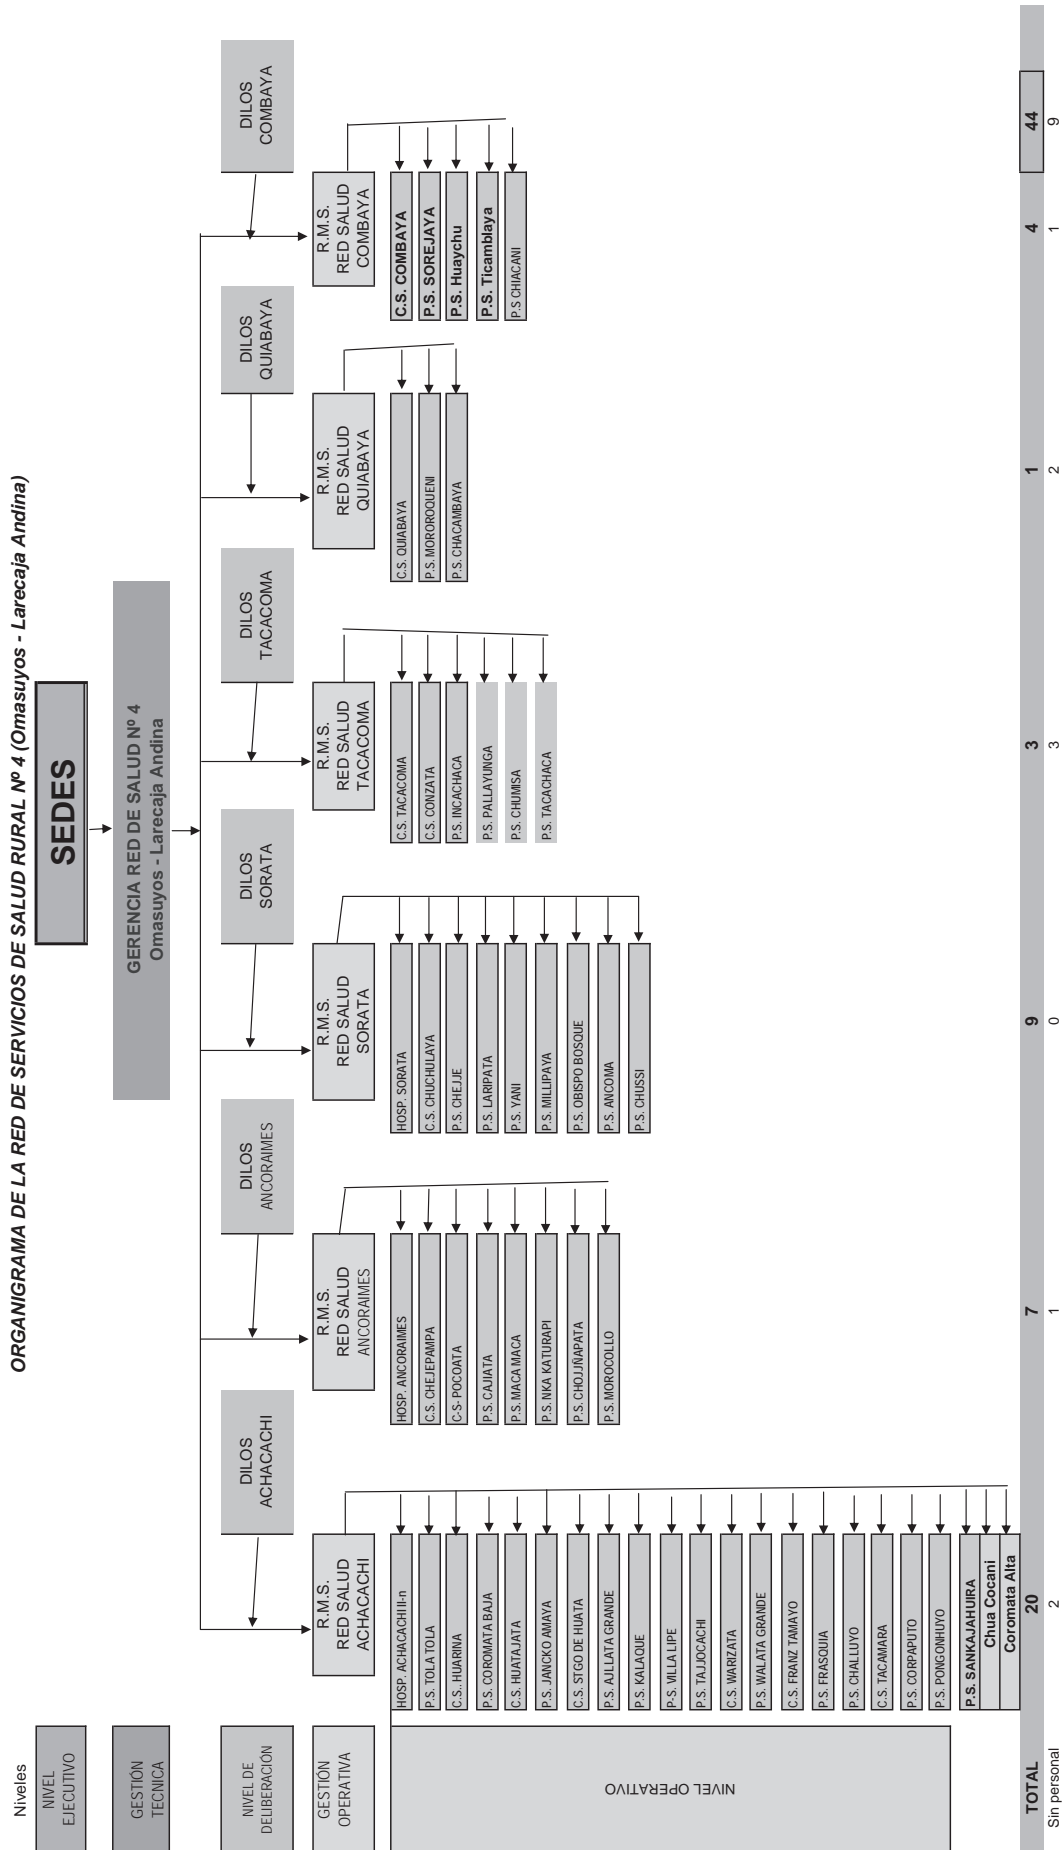 ORGANIGRAMA DE LA RED DE SERVICIOS DE SALUD RURAL Nº 4 (Omasuyos - Larecaja Andina)
Niveles
NIVEL
EJECUTIVO
SEDES
GESTIÓN
TECNICA
GERENCIA RED DE SALUD Nº 4
Omasuyos - Larecaja Andina
NIVEL DE
DELIBERACIÓN
DILOS
ACHACACHI
DILOS
ANCORAIMES
DILOS
SORATA
DILOS
TACACOMA
DILOS
QUIABAYA
DILOS
COMBAYA
GESTIÓN
OPERATIVA
R.M.S.
RED SALUD
ACHACACHI
R.M.S.
RED SALUD
ANCORAIMES
R.M.S.
RED SALUD
SORATA
R.M.S.
RED SALUD
TACACOMA
R.M.S.
RED SALUD
QUIABAYA
R.M.S.
RED SALUD
COMBAYA
NIVEL OPERATIVO
HOSP. ACHACACHI II-n
P.S. TOLA TOLA
C.S.. HUARINA
P.S. COROMATA BAJA
C.S. HUATAJATA
P.S. JANCKO AMAYA
C.S. STGO DE HUATA
P.S. AJLLATA GRANDE
P.S. KALAQUE
P.S. VILLA LIPE
P.S. TAJJOCACHI
C.S. WARIZATA
P.S. WALATA GRANDE
C.S. FRANZ TAMAYO
P.S. FRASQUIA
P.S. CHALLUYO
C.S. TACAMARA
P.S. CORPAPUTO
P.S. PONGONHUYO
P.S. SANKAJAHUIRA
Chua Cocani
Coromata Alta
HOSP. ANCORAIMES
C.S. CHEJEPAMPA
C-S- POCOATA
P.S. CAJIATA
P.S. MACA MACA
P.S. NKA KATURAPI
P.S. CHOJJÑAPATA
P.S. MOROCOLLO
HOSP. SORATA
C.S. CHUCHULAYA
P.S. CHEJJE
P.S. LARIPATA
P.S. YANI
P.S. MILLIPAYA
P.S. OBISPO BOSQUE
P.S. ANCOMA
P.S. CHUSSI
C.S. TACACOMA
C.S. CONZATA
P.S. INCACHACA
P.S. PALLAYUNGA
P.S. CHUMISA
P.S. TACACHACA
C.S. QUIABAYA
P.S. MOROROQUENI
P.S. CHACAMBAYA
C.S. COMBAYA
P.S. SOREJAYA
P.S. Huaychu
P.S. Ticamblaya
P.S CHIACANI
TOTAL 20 7 9 3 1 4 44
Sin personal 2 1 0 3 2 1 9